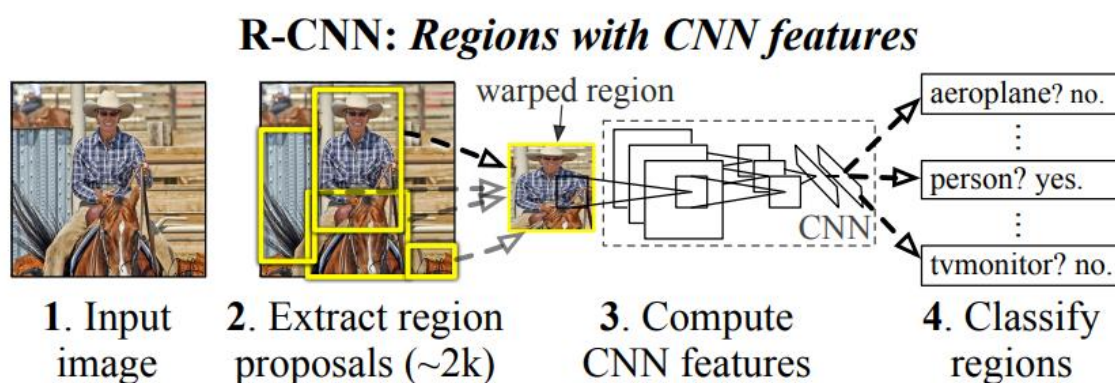 R-CNN: Regions with CNN features
warped region
aeroplane? no.
⋮
person? yes.
⋮
tvmonitor? no.
CNN
1. Input
image
2. Extract region
proposals (~2k)
3. Compute
CNN features
4. Classify
regions